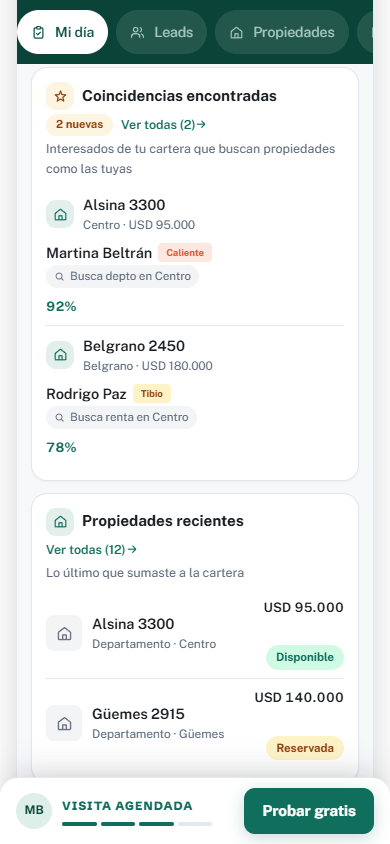 Mi día
Leads
Propiedades
Coincidencias encontradas
2 nuevas
Ver todas (2)→
Interesados de tu cartera que buscan propiedades
como las tuyas
Alsina 3300
Centro · USD 95.000
Martina Beltrán
Caliente
Busca depto en Centro
92%
Belgrano 2450
Belgrano · USD 180.000
Rodrigo Paz
Tibio
Busca renta en Centro
78%
Propiedades recientes
Ver todas (12)→
Lo último que sumaste a la cartera
Alsina 3300
Departamento · Centro
USD 95.000
Disponible
Güemes 2915
Departamento · Güemes
USD 140.000
Reservada
MB
VISITA AGENDADA
Probar gratis